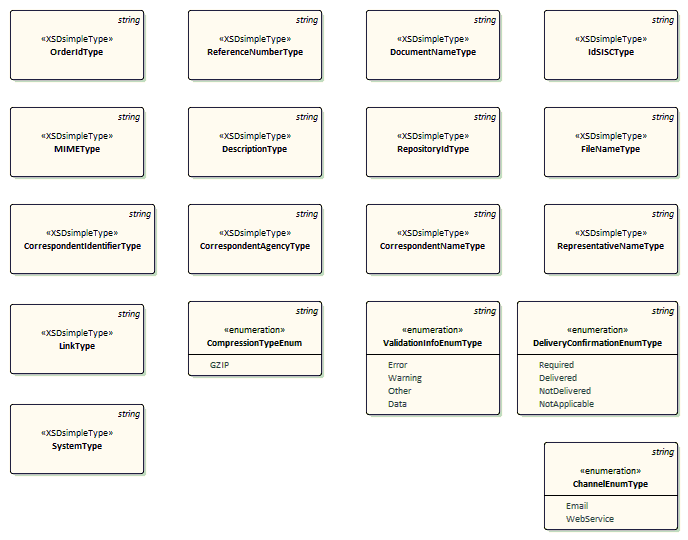 string
«XSDsimpleType»
OrderIdType
string
«XSDsimpleType»
ReferenceNumberType
string
«XSDsimpleType»
DocumentNameType
string
«XSDsimpleType»
IdSISCType
string
«XSDsimpleType»
MIMEType
string
«XSDsimpleType»
DescriptionType
string
«XSDsimpleType»
RepositoryIdType
string
«XSDsimpleType»
FileNameType
string
«XSDsimpleType»
CorrespondentIdentifierType
string
«XSDsimpleType»
CorrespondentAgencyType
string
«XSDsimpleType»
CorrespondentNameType
string
«XSDsimpleType»
RepresentativeNameType
string
«XSDsimpleType»
LinkType
string
«enumeration»
CompressionTypeEnum
GZIP
string
«enumeration»
ValidationInfoEnumType
Error
Warning
Other
Data
string
«enumeration»
DeliveryConfirmationEnumType
Required
Delivered
NotDelivered
NotApplicable
string
«XSDsimpleType»
SystemType
string
«enumeration»
ChannelEnumType
Email
WebService